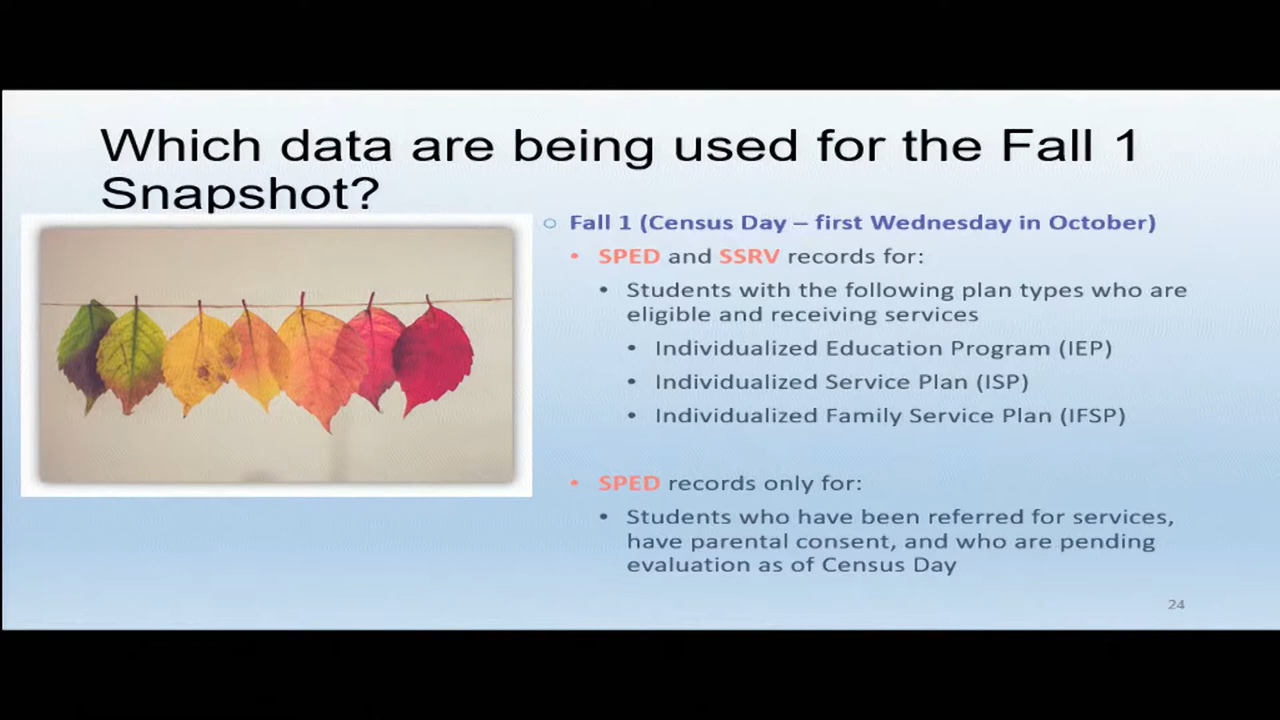 Which data are being used for the Fall 1
Snapshot?
Fall 1 (Census Day – first Wednesday in October)
SPED and SSRV records for:
Students with the following plan types who are
eligible and receiving services
Individualized Education Program (IEP)
Individualized Service Plan (ISP)
Individualized Family Service Plan (IFSP)
SPED records only for:
Students who have been referred for services,
have parental consent, and who are pending
evaluation as of Census Day
24